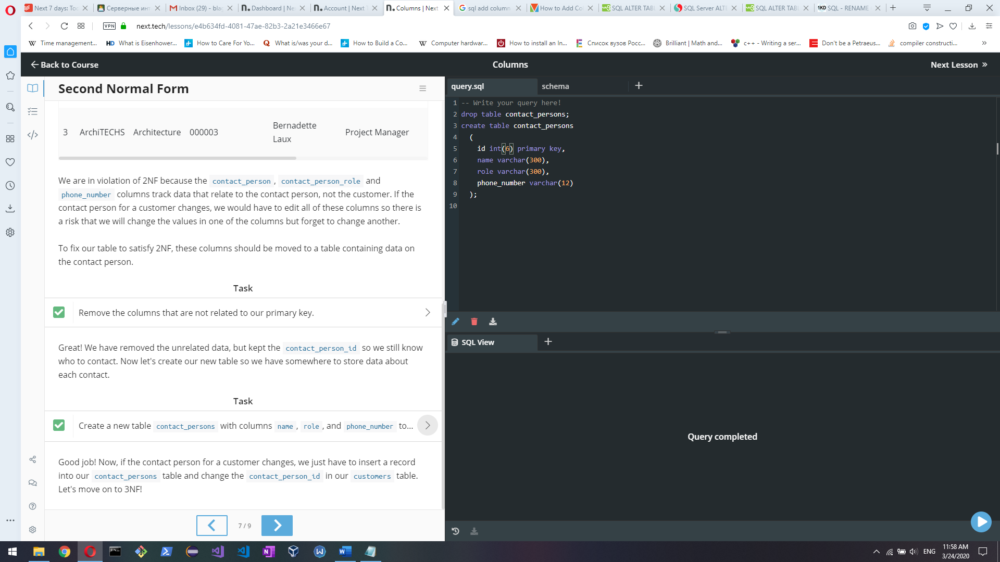 Next 7 days: Toc
Серверные инт
Inbox (29) - bla
Dashboard | Ne
Account | Next T
Columns | Next
sql add column
How to Add Col
SQL ALTER TABL
SQL Server ALTE
SQL ALTER TABL
1KD SQL - RENAME
VPN
next.tech/lessons/e4b634fd-4081-47ae-82b3-2a21e3466e67
Time management...
What is Eisenhower...
How to Care For Yo...
What is/was your d...
How to Build a Co...
Computer hardwar...
How to install an In...
Список вузов Росс...
Brilliant | Math and...
c++ - Writing a ser...
Don't be a Petraeus...
compiler constructi...
Back to Course
Columns
Next Lesson
Second Normal Form
3 ArchiTECHS Architecture 000003 Bernadette Laux Project Manager
We are in violation of 2NF because the contact_person , contact_person_role and
phone_number columns track data that relate to the contact person, not the customer. If the
contact person for a customer changes, we would have to edit all of these columns so there is
a risk that we will change the values in one of the columns but forget to change another.
To fix our table to satisfy 2NF, these columns should be moved to a table containing data on
the contact person.
Task
Remove the columns that are not related to our primary key.
Great! We have removed the unrelated data, but kept the contact_person_id so we still know
who to contact. Now let's create our new table so we have somewhere to store data about
each contact.
Task
Create a new table contact_persons with columns name , role , and phone_number to...
Good job! Now, if the contact person for a customer changes, we just have to insert a record
into our contact_persons table and change the contact_person_id in our customers table.
Let's move on to 3NF!
7 / 9
query.sql
schema
1 -- Write your query here!
2 drop table contact_persons;
3 create table contact_persons
4 (
5 id int(6) primary key,
6 name varchar(300),
7 role varchar(300),
8 phone_number varchar(12)
9 );
10
SQL View
Query completed
ENG
11:58 AM
3/24/2020